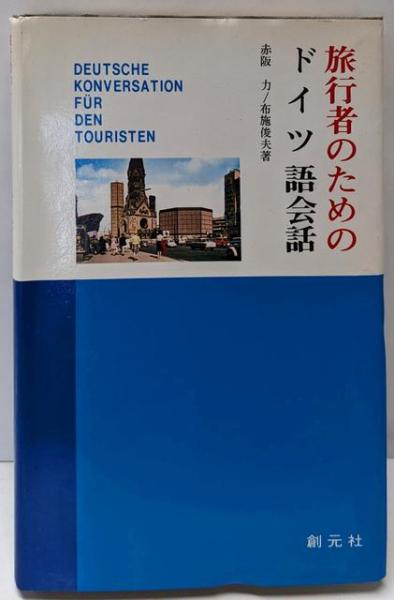 旅行者のための
ドイツ語会話
赤阪 力/布施俊夫著
DEUTSCHE
KONVERSATION
FÜR
DEN
TOURISTEN
創元社